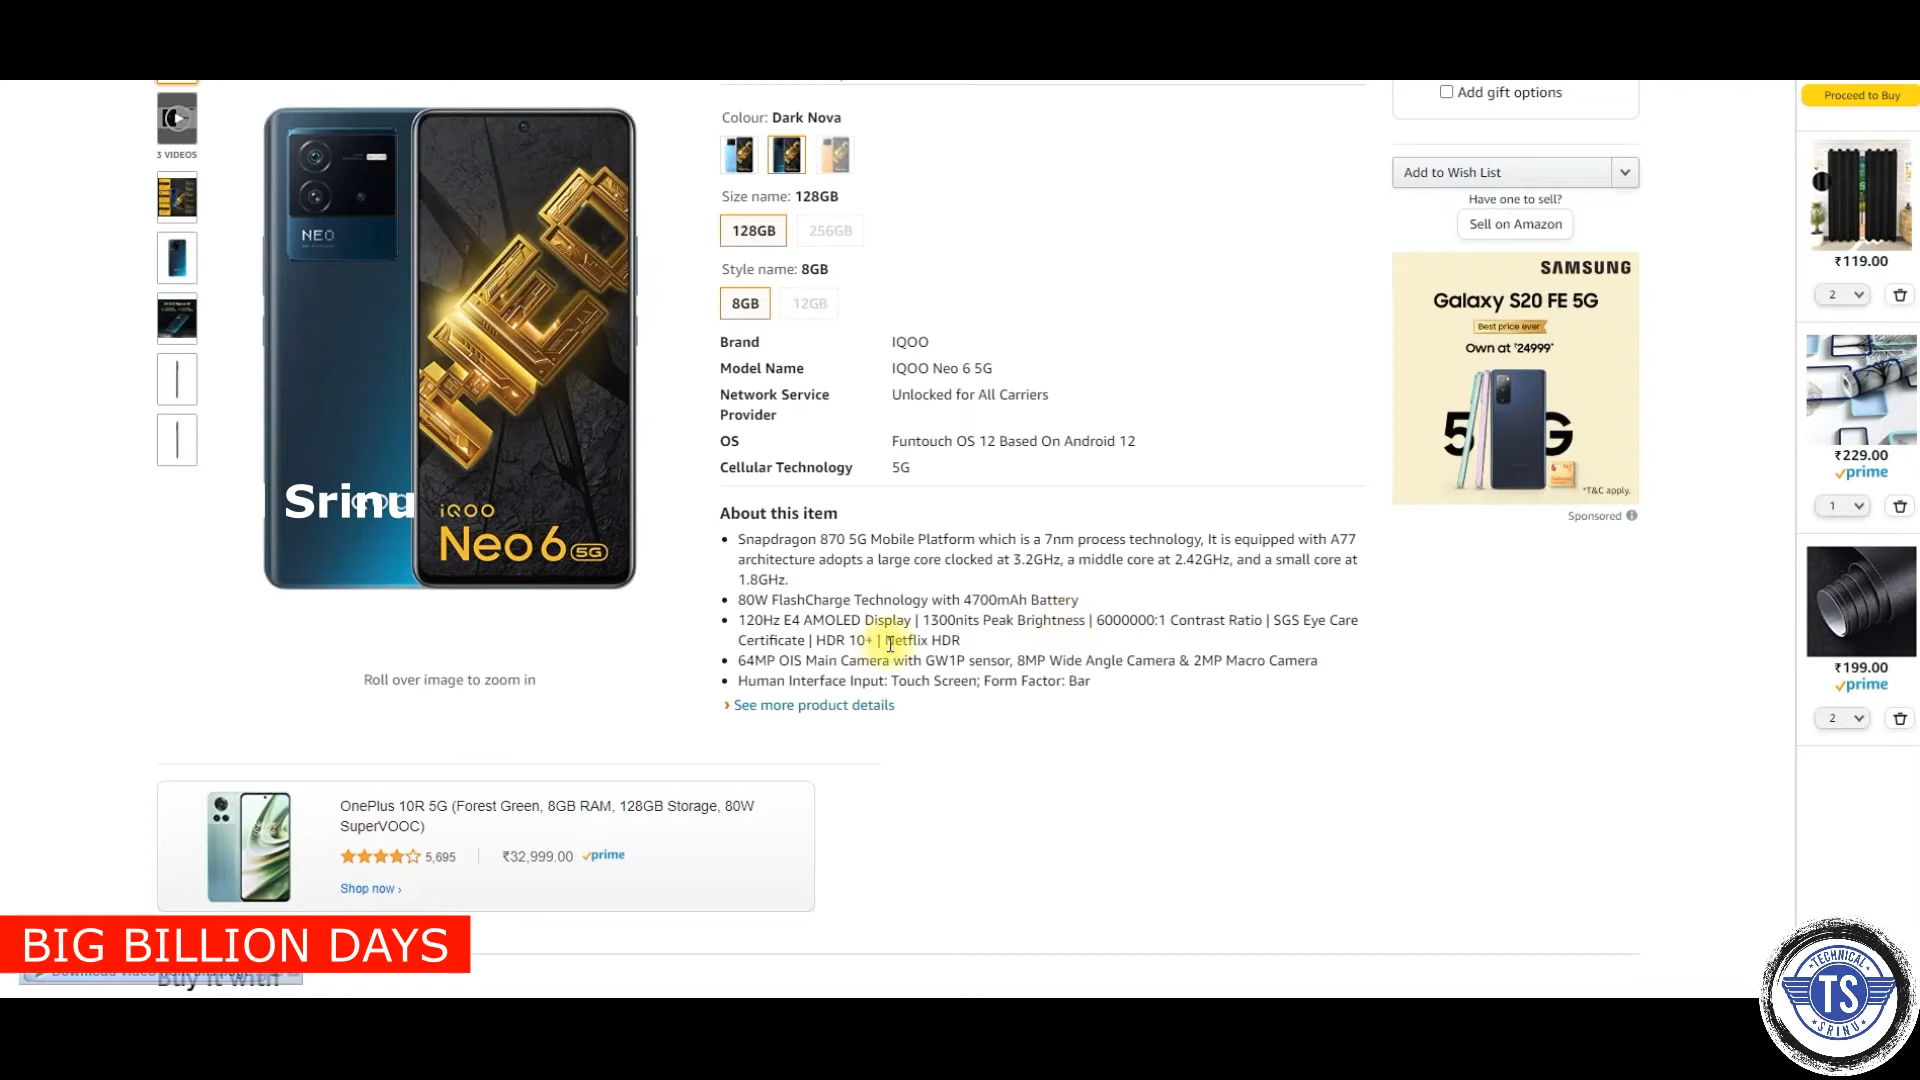 3 VIDEOS
NEO
Srinu
iQOO
Neo 6 5G
Roll over image to zoom in
Colour: Dark Nova
Size name: 128GB
128GB
256GB
Style name: 8GB
8GB
12GB
Brand IQOO
Model Name IQOO Neo 6 5G
Network Service Unlocked for All Carriers
Provider
OS Funtouch OS 12 Based On Android 12
Cellular Technology 5G
About this item
Snapdragon 870 5G Mobile Platform which is a 7nm process technology, It is equipped with A77
architecture adopts a large core clocked at 3.2GHz, a middle core at 2.42GHz, and a small core at
1.8GHz.
80W FlashCharge Technology with 4700mAh Battery
120Hz E4 AMOLED Display | 1300nits Peak Brightness | 6000000:1 Contrast Ratio | SGS Eye Care
Certificate | HDR 10+ | Netflix HDR
64MP OIS Main Camera with GW1P sensor, 8MP Wide Angle Camera & 2MP Macro Camera
Human Interface Input: Touch Screen; Form Factor: Bar
› See more product details
Add gift options
Add to Wish List
Have one to sell?
Sell on Amazon
SAMSUNG
Galaxy S20 FE 5G
Best price ever
Own at ₹24999*
5G
*T&C apply.
Sponsored
Proceed to Buy
₹119.00
2
₹229.00
prime
1
₹199.00
prime
2
OnePlus 10R 5G (Forest Green, 8GB RAM, 128GB Storage, 80W
SuperVOOC)
5,695 | ₹32,999.00 prime
Shop now ›
BIG BILLION DAYS
Buy it with
TECHNICAL
TS
SRINU